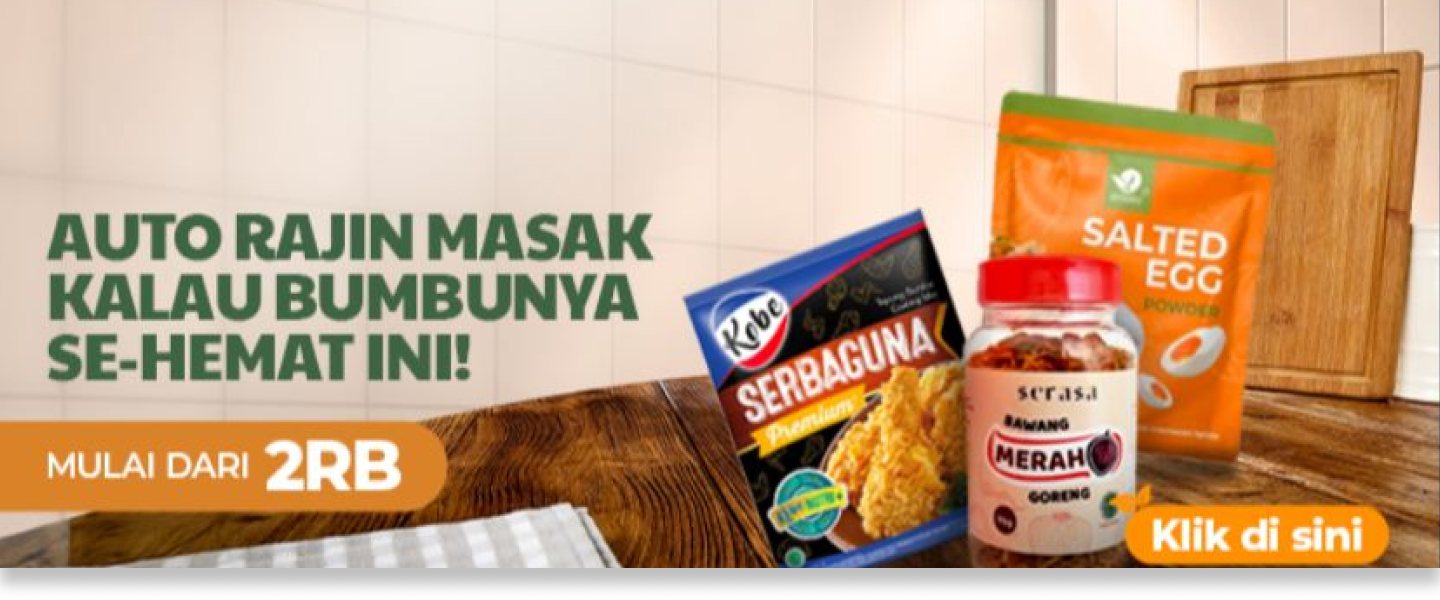 AUTO RAJIN MASAK
KALAU BUMBUNYA
SE-HEMAT INI!
MULAI DARI 2RB
Kobe
SERBAGUNA
Premium
SALTED
EGG
POWDER
serasa
BAWANG
MERAH
GORENG
Klik di sini